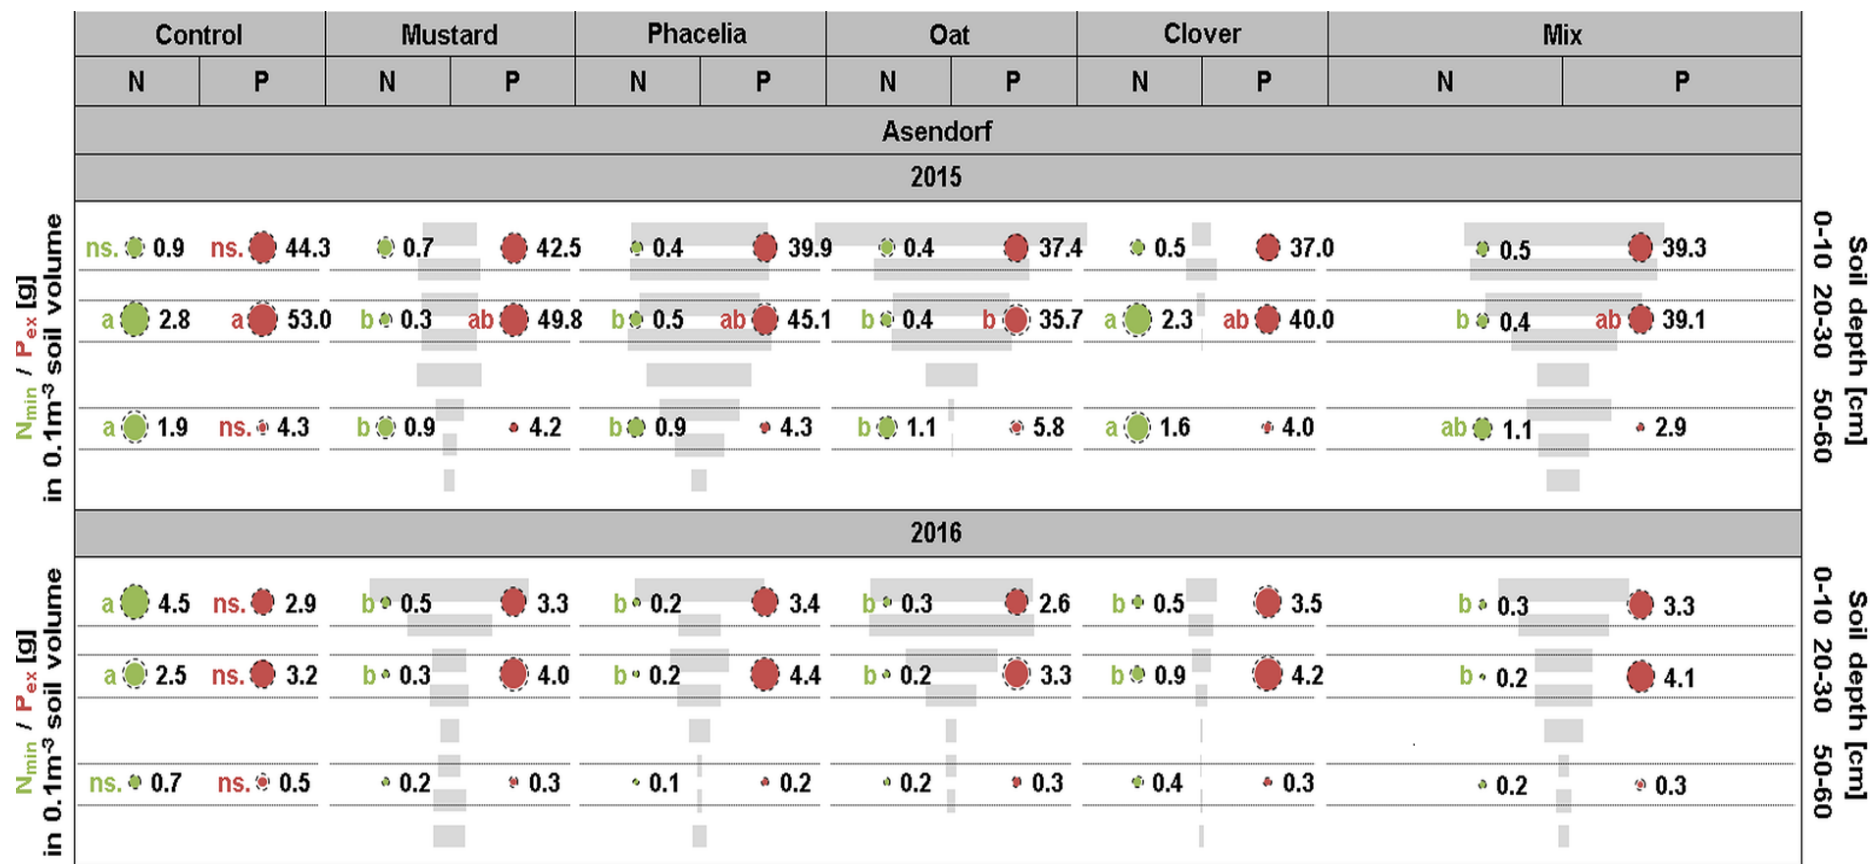 Control Mustard Phacelia Oat Clover Mix
N P N P N P N P N P N P
Asendorf
2015
N_min / P_ex [g]
in 0.1m⁻³ soil volume
ns. 0.9 ns. 44.3 0.7 42.5 0.4 39.9 0.4 37.4 0.5 37.0 0.5 39.3
a 2.8 a 53.0 b 0.3 ab 49.8 b 0.5 ab 45.1 b 0.4 b 35.7 a 2.3 ab 40.0 b 0.4 ab 39.1
a 1.9 ns. 4.3 b 0.9 4.2 b 0.9 4.3 b 1.1 5.8 a 1.6 4.0 ab 1.1 2.9
0-10 20-30 50-60
Soil depth [cm]
2016
N_min / P_ex [g]
in 0.1m⁻³ soil volume
a 4.5 ns. 2.9 b 0.5 3.3 b 0.2 3.4 b 0.3 2.6 b 0.5 3.5 b 0.3 3.3
a 2.5 ns. 3.2 b 0.3 4.0 b 0.2 4.4 b 0.2 3.3 b 0.9 4.2 b 0.2 4.1
ns. 0.7 ns. 0.5 0.2 0.3 0.1 0.2 0.2 0.3 0.4 0.3 0.2 0.3
0-10 20-30 50-60
Soil depth [cm]